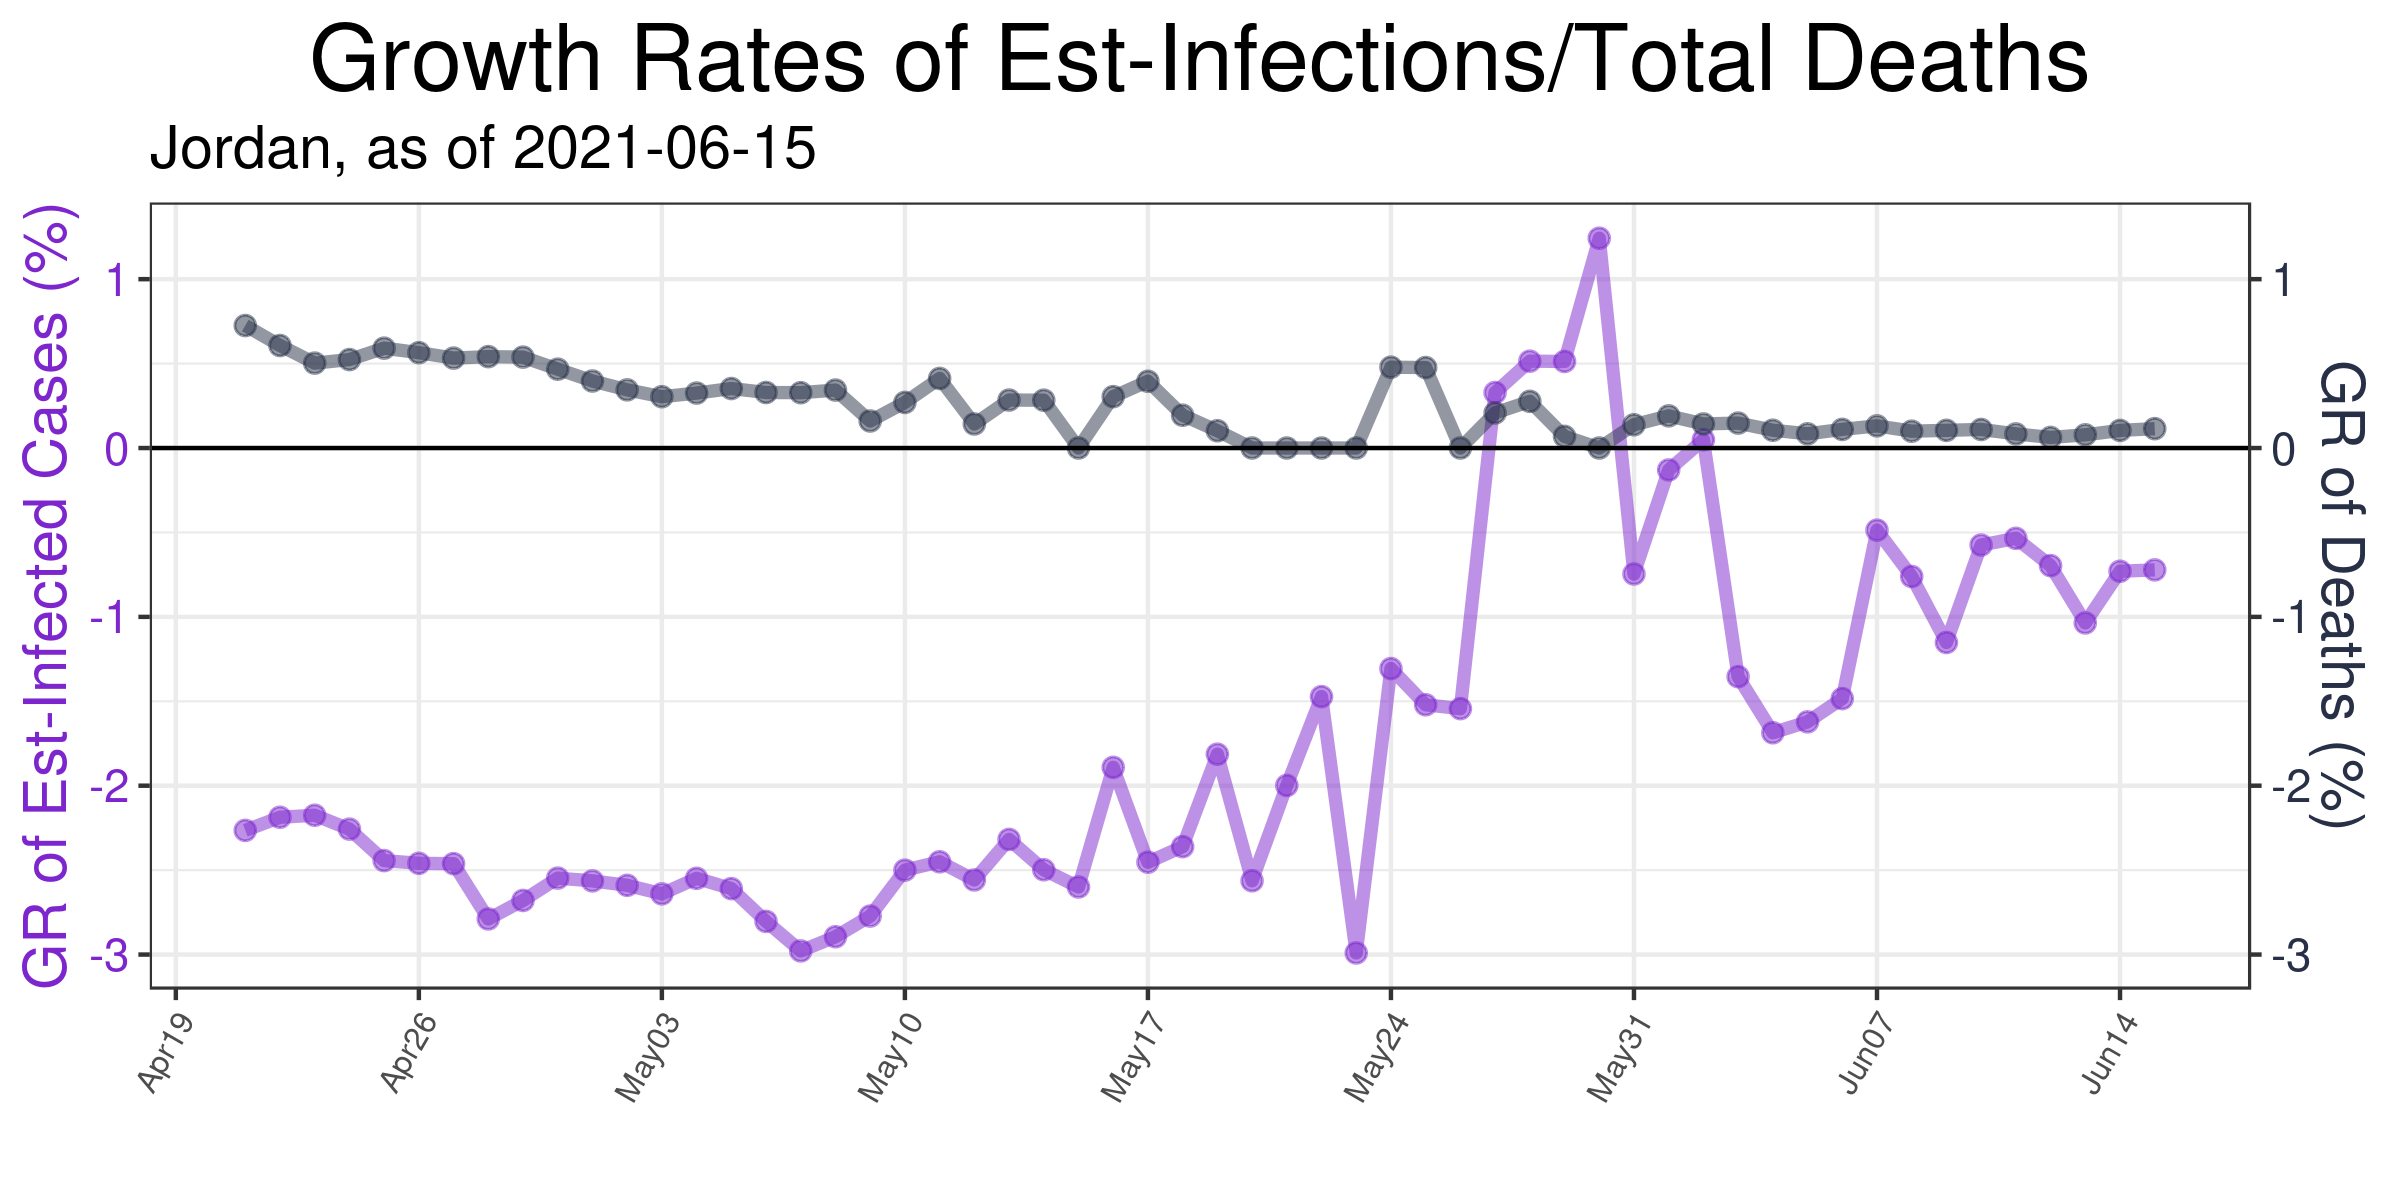 Growth Rates of Est-Infections/Total Deaths
Jordan, as of 2021-06-15
GR of Est-Infected Cases (%)
1
0
-1
-2
-3
1
0
-1
-2
-3
GR of Deaths (%)
Apr19
Apr26
May03
May10
May17
May24
May31
Jun07
Jun14